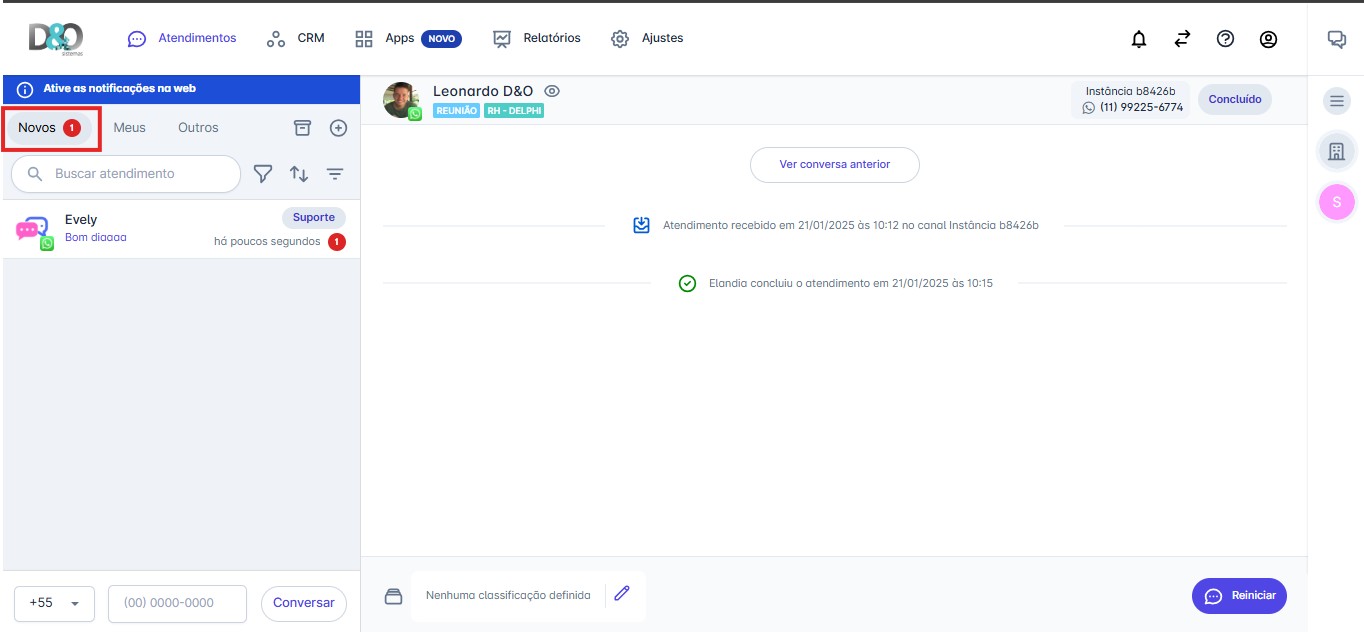 D&O
sistemas
Atendimentos
CRM
Apps
NOVO
Relatórios
Ajustes
Ative as notificações na web
Novos 1
Meus
Outros
Buscar atendimento
Evely
Suporte
Bom diaaaa
há poucos segundos 1
+55
(00) 0000-0000
Conversar
Leonardo D&O
REUNIÃO
RH - DELPHI
Instância b8426b
(11) 99225-6774
Concluído
Ver conversa anterior
Atendimento recebido em 21/01/2025 às 10:12 no canal Instância b8426b
Elandia concluiu o atendimento em 21/01/2025 às 10:15
Nenhuma classificação definida
Reiniciar
S